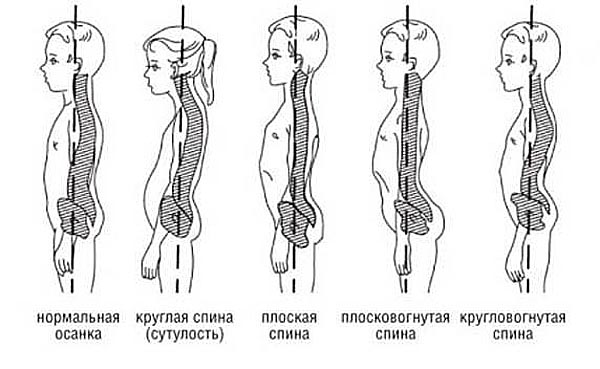 нормальная
осанка
круглая спина
(сутулость)
плоская
спина
плосковогнутая
спина
кругловогнутая
спина